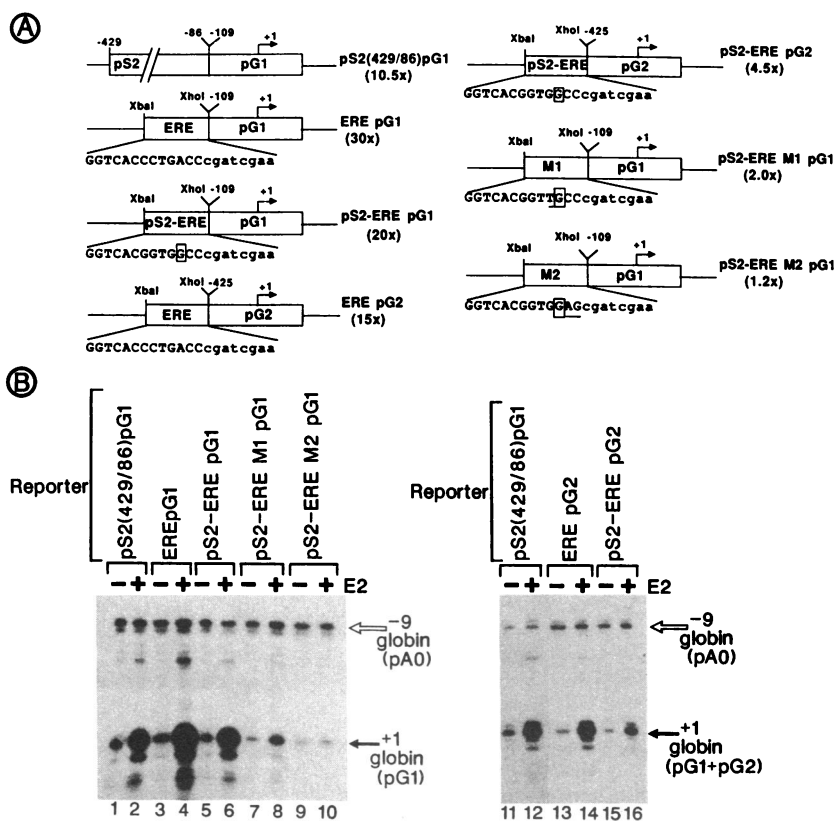 A
-429
-86
-109
+1
pS2
pG1
pS2(429/86)pG1
(10.5x)
XbaI
XhoI -109
+1
ERE
pG1
ERE pG1
(30x)
GGTCACCCTGACCcgatcgaa
XbaI
XhoI -109
+1
pS2-ERE
pG1
pS2-ERE pG1
(20x)
GGTCACGGTGGCCcgatcgaa
XbaI
XhoI -425
+1
ERE
pG2
ERE pG2
(15x)
GGTCACCCTGACCcgatcgaa
XbaI
XhoI -425
+1
pS2-ERE
pG2
pS2-ERE pG2
(4.5x)
GGTCACGGTGGCCcgatcgaa
XbaI
XhoI -109
+1
M1
pG1
pS2-ERE M1 pG1
(2.0x)
GGTCACGGTTGCCcgatcgaa
XbaI
XhoI -109
+1
M2
pG1
pS2-ERE M2 pG1
(1.2x)
GGTCACGGTGGAGcgatcgaa
B
Reporter
pS2(429/86)pG1
EREpG1
pS2-ERE pG1
pS2-ERE M1 pG1
pS2-ERE M2 pG1
- + - + - + - + - + E2
-9
globin
(pA0)
+1
globin
(pG1)
1 2 3 4 5 6 7 8 9 10
Reporter
pS2(429/86)pG1
ERE pG2
pS2-ERE pG2
- + - + - + E2
-9
globin
(pA0)
+1
globin
(pG1+pG2)
11 12 13 14 15 16